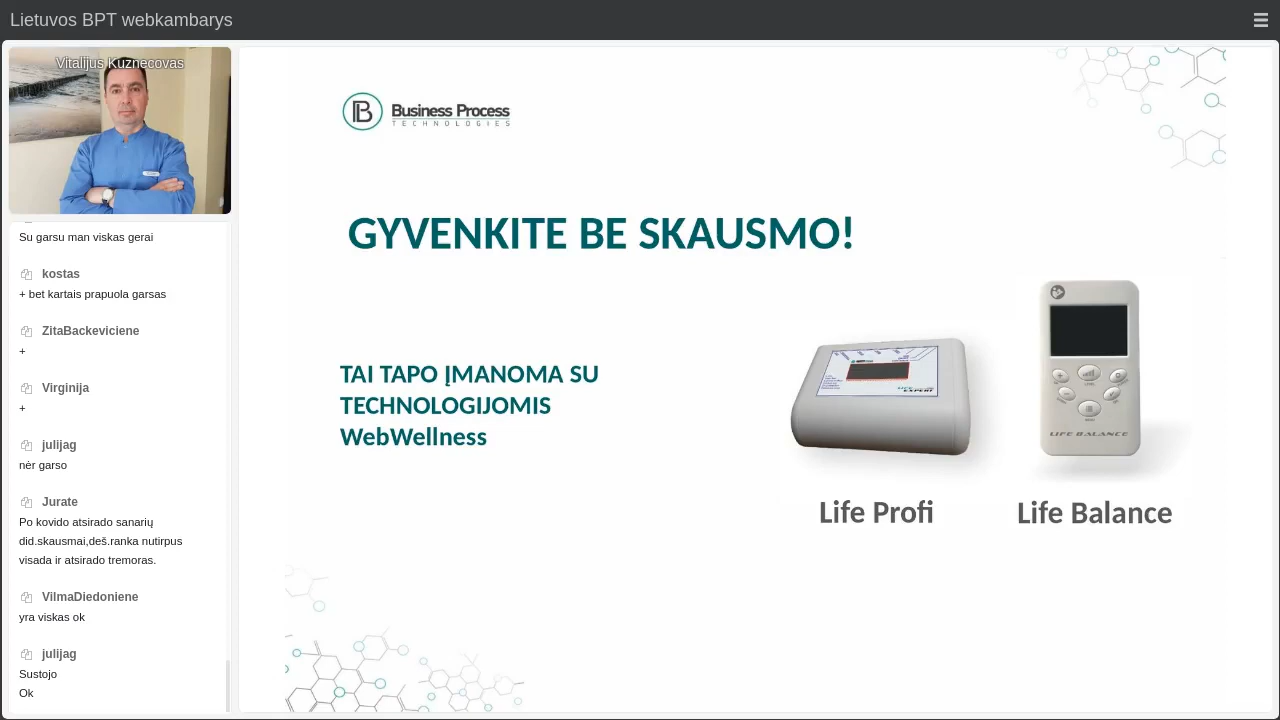 Lietuvos BPT webkambarys
Vitalijus Kuznecovas
Su garsu man viskas gerai
kostas
+ bet kartais prapuola garsas
ZitaBackeviciene
+
Virginija
+
julijag
nėr garso
Jurate
Po kovido atsirado sanarių
did.skausmai,deš.ranka nutirpus
visada ir atsirado tremoras.
VilmaDiedoniene
yra viskas ok
julijag
Sustojo
Ok
Business Process
TECHNOLOGIES
GYVENKITE BE SKAUSMO!
TAI TAPO ĮMANOMA SU
TECHNOLOGIJOMIS
WebWellness
EXPERT
LIFE BALANCE
Life Profi
Life Balance